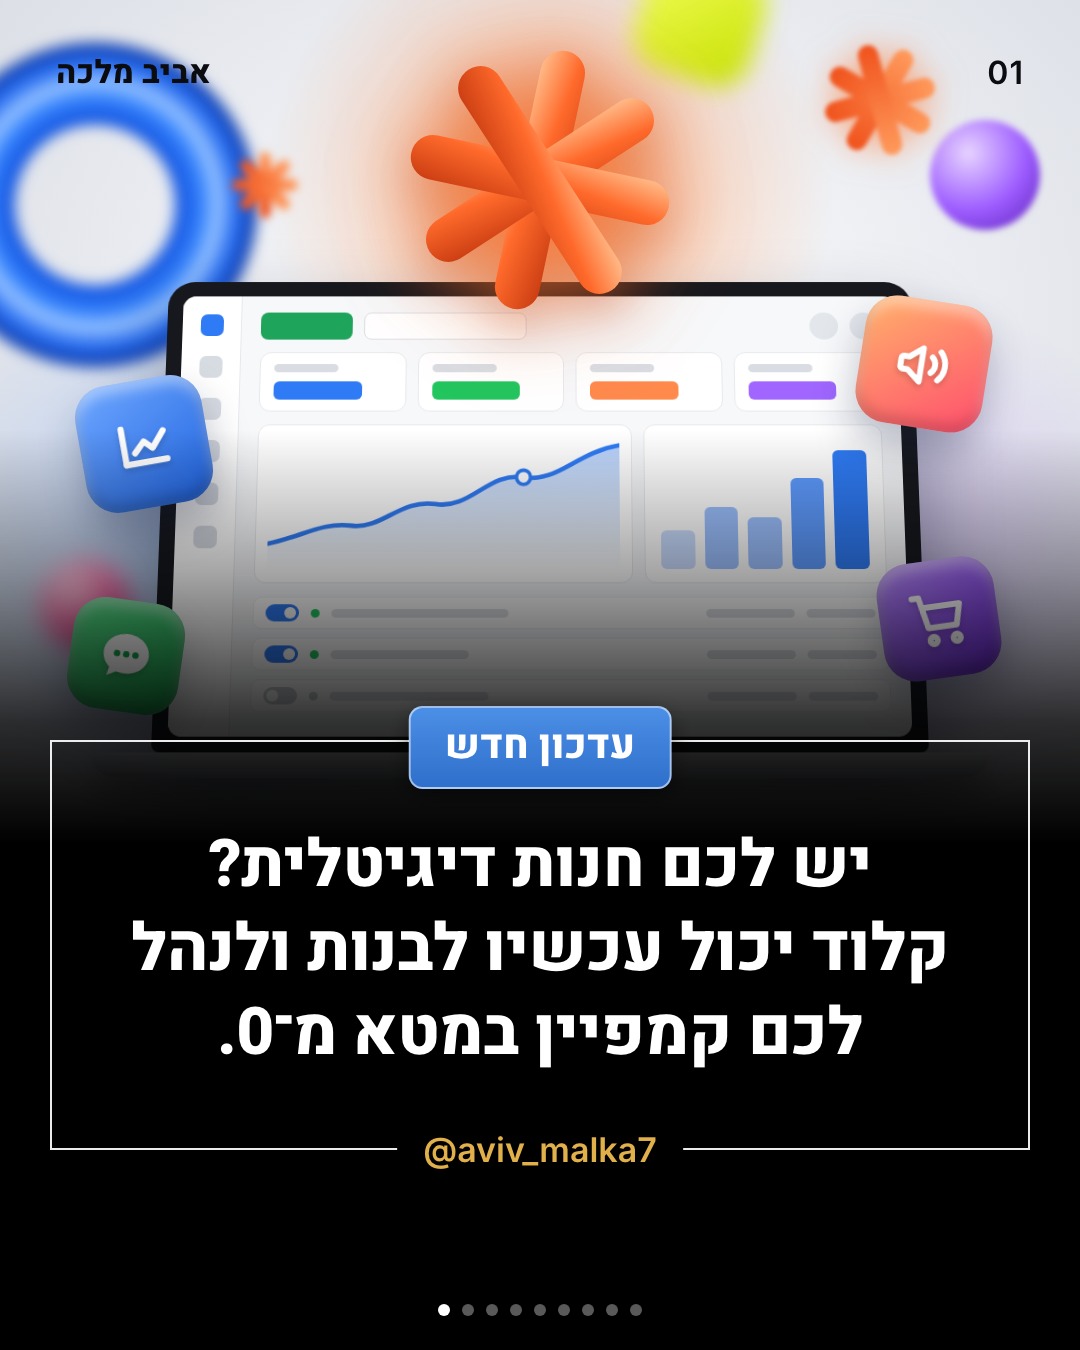 אביב מלכה
01
עדכון חדש
יש לכם חנות דיגיטלית?
קלוד יכול עכשיו לבנות ולנהל
לכם קמפיין במטא מ־0.
@aviv_malka7